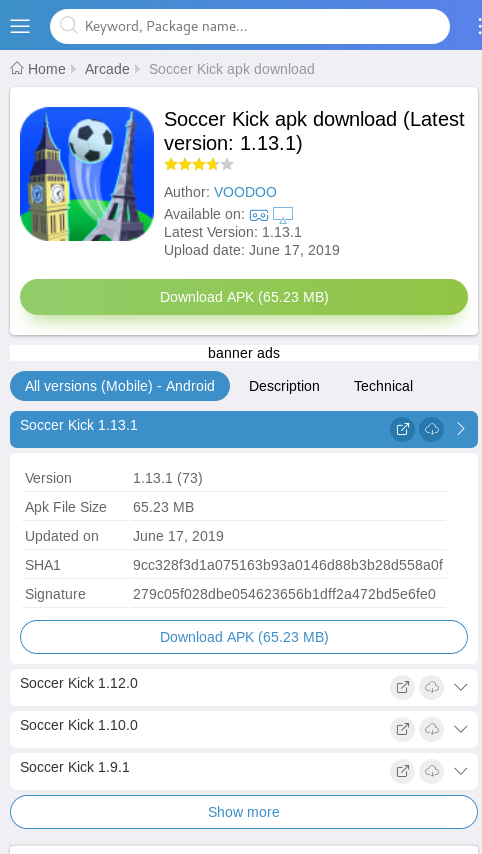 Keyword, Package name...
Home Arcade Soccer Kick apk download
Soccer Kick apk download (Latest
version: 1.13.1)
Author: VOODOO
Available on:
Latest Version: 1.13.1
Upload date: June 17, 2019
Download APK (65.23 MB)
banner ads
All versions (Mobile) - Android Description Technical
Soccer Kick 1.13.1
Version 1.13.1 (73)
Apk File Size 65.23 MB
Updated on June 17, 2019
SHA1 9cc328f3d1a075163b93a0146d88b3b28d558a0f
Signature 279c05f028dbe054623656b1dff2a472bd5e6fe0
Download APK (65.23 MB)
Soccer Kick 1.12.0
Soccer Kick 1.10.0
Soccer Kick 1.9.1
Show more